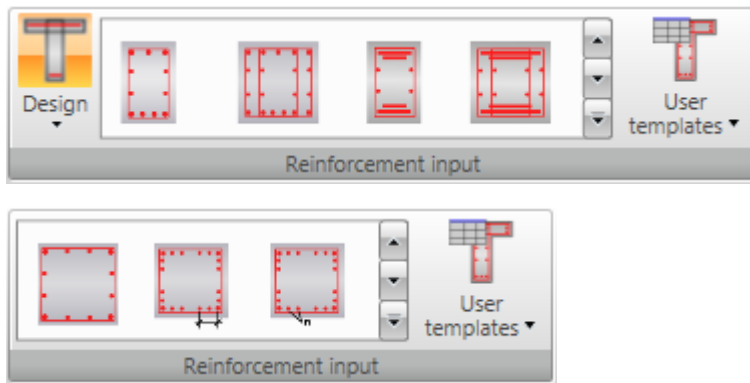 Design
User
templates
Reinforcement input
n
User
templates
Reinforcement input